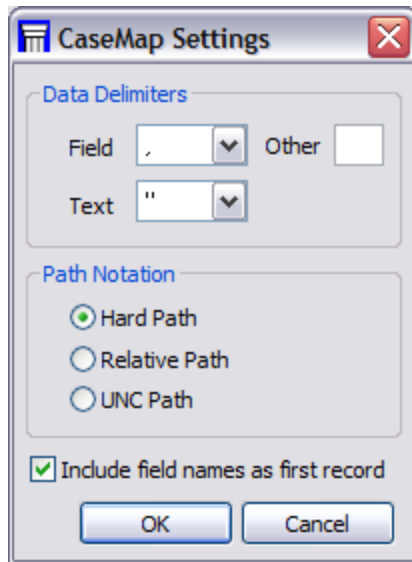 CaseMap Settings
Data Delimiters
Field , Other
Text "
Path Notation
Hard Path
Relative Path
UNC Path
Include field names as first record
OK Cancel